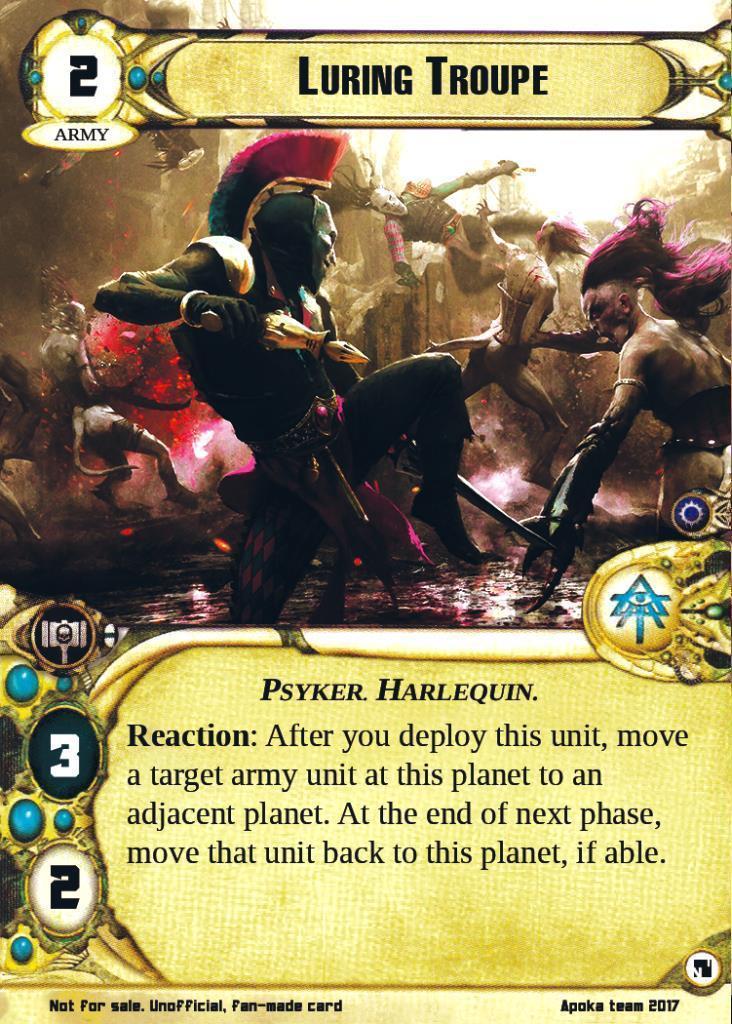 2
LURING TROUPE
ARMY
PSYKER. HARLEQUIN.
3
2
Reaction: After you deploy this unit, move
a target army unit at this planet to an
adjacent planet. At the end of next phase,
move that unit back to this planet, if able.
Not for sale. Unofficial, fan-made card
Apoka team 2017